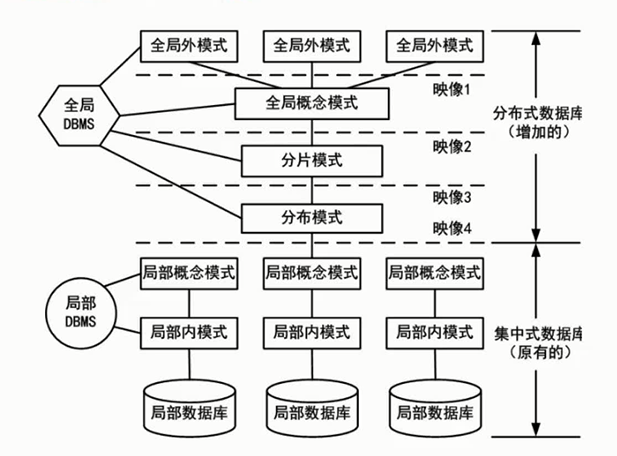 全局外模式
全局外模式
全局外模式
映像1
全局
DBMS
全局概念模式
分布式数据库
（增加的）
映像2
分片模式
映像3
分布模式
映像4
局部概念模式
局部概念模式
局部概念模式
局部
DBMS
局部内模式
局部内模式
局部内模式
集中式数据库
（原有的）
局部数据库
局部数据库
局部数据库